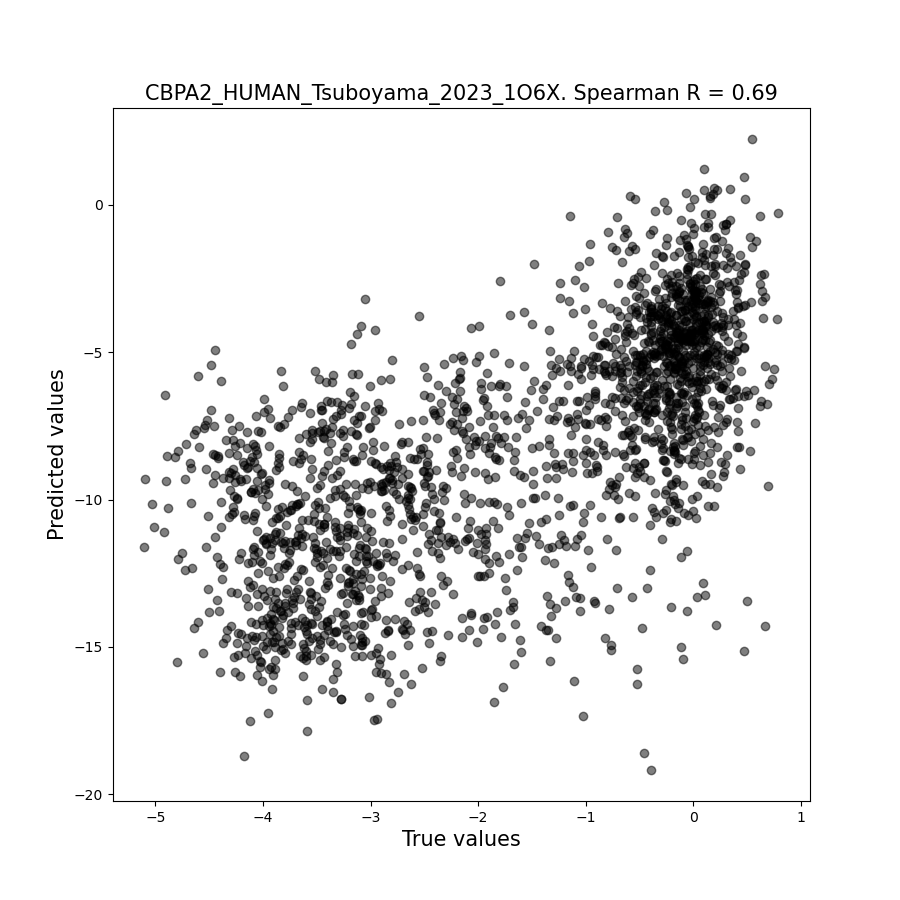 CBPA2_HUMAN_Tsuboyama_2023_1O6X. Spearman R = 0.69
0
−5
−10
−15
−20
Predicted values
−5 −4 −3 −2 −1 0 1
True values